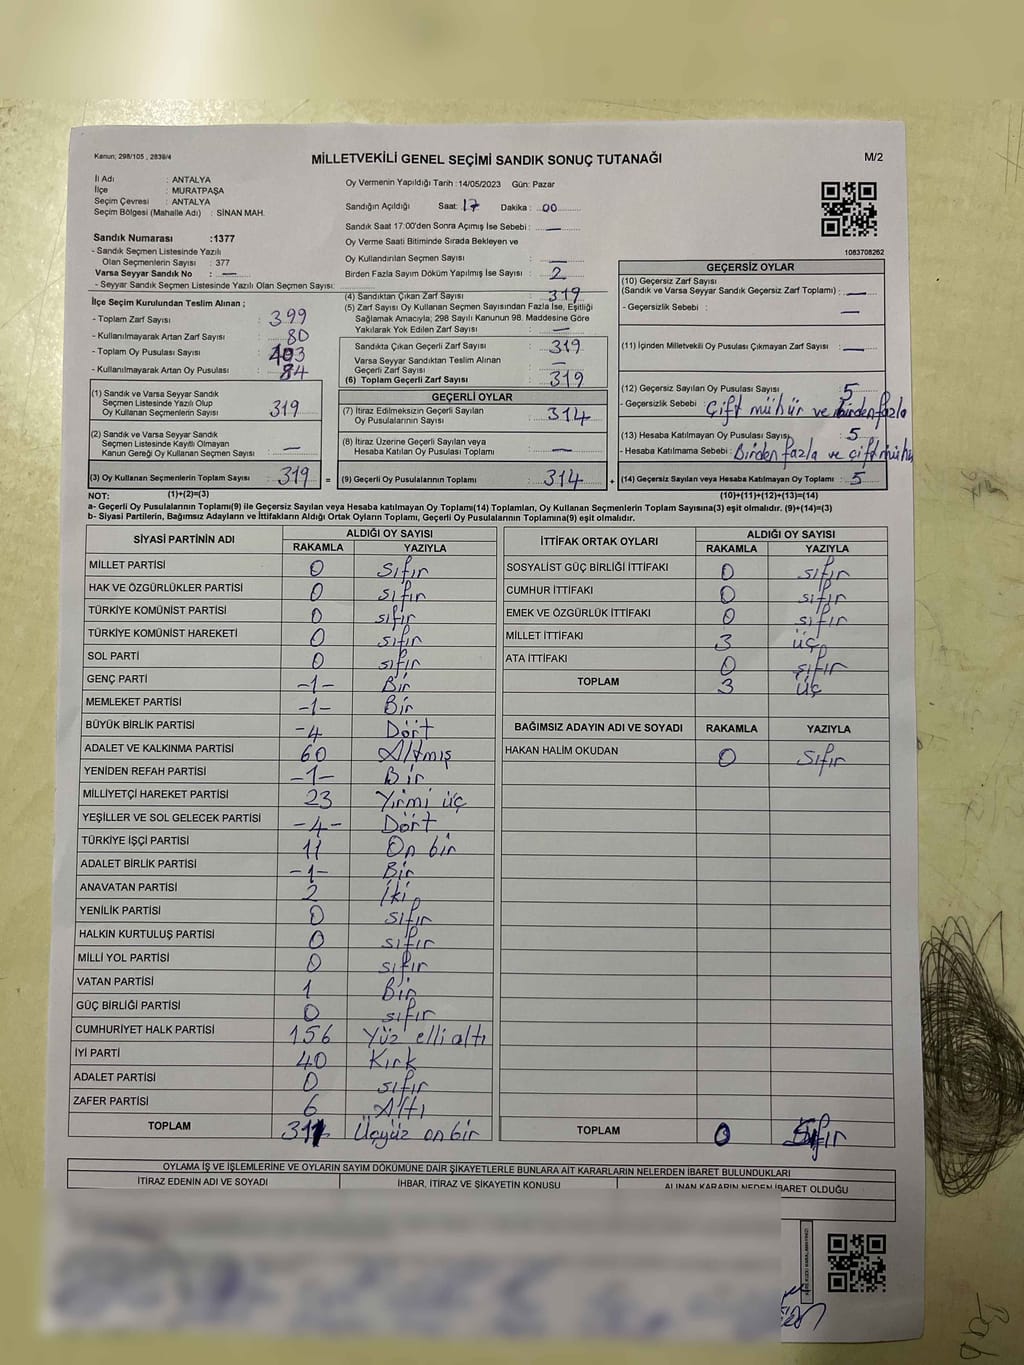 Kanun; 298/105 , 2839/4
MİLLETVEKİLİ GENEL SEÇİMİ SANDIK SONUÇ TUTANAĞI
M/2
İl Adı : ANTALYA
İlçe : MURATPAŞA
Seçim Çevresi : ANTALYA
Seçim Bölgesi (Mahalle Adı) : SİNAN MAH.
Sandık Numarası :1377
- Sandık Seçmen Listesinde Yazılı
Olan Seçmenlerin Sayısı : 377
Varsa Seyyar Sandık No : —
- Seyyar Sandık Seçmen Listesinde Yazılı Olan Seçmen Sayısı:
Oy Vermenin Yapıldığı Tarih :14/05/2023 Gün: Pazar
Sandığın Açıldığı Saat: 17 Dakika : 00
Sandık Saat 17:00'den Sonra Açımış İse Sebebi : —
Oy Verme Saati Bitiminde Sırada Bekleyen ve
Oy Kullandırılan Seçmen Sayısı : —
Birden Fazla Sayım Döküm Yapılmış İse Sayısı : 2
1083708262
İlçe Seçim Kurulundan Teslim Alınan ;
- Toplam Zarf Sayısı : 399
- Kullanılmayarak Artan Zarf Sayısı : 80
- Toplam Oy Pusulası Sayısı : 403
- Kullanılmayarak Artan Oy Pusulası : 84
(1) Sandık ve Varsa Seyyar Sandık
Seçmen Listesinde Yazılı Olup
Oy Kullanan Seçmenlerin Sayısı : 319
(2) Sandık ve Varsa Seyyar Sandık
Seçmen Listesinde Kayıtlı Olmayan
Kanun Gereği Oy Kullanan Seçmen Sayısı : —
(3) Oy Kullanan Seçmenlerin Toplam Sayısı : 319 =
(4) Sandıktan Çıkan Zarf Sayısı : 319
(5) Zarf Sayısı Oy Kullanan Seçmen Sayısından Fazla İse, Eşitliği
Sağlamak Amacıyla; 298 Sayılı Kanunun 98. Maddesine Göre
Yakılarak Yok Edilen Zarf Sayısı : —
Sandıkta Çıkan Geçerli Zarf Sayısı : 319
Varsa Seyyar Sandıktan Teslim Alınan
Geçerli Zarf Sayısı : —
(6) Toplam Geçerli Zarf Sayısı : 319
GEÇERLİ OYLAR
(7) İtiraz Edilmeksizin Geçerli Sayılan
Oy Pusulalarının Sayısı : 314
(8) İtiraz Üzerine Geçerli Sayılan veya
Hesaba Katılan Oy Pusulalarının Toplamı : —
(9) Geçerli Oy Pusulalarının Toplamı : 314 +
GEÇERSİZ OYLAR
(10) Geçersiz Zarf Sayısı
(Sandık ve Varsa Seyyar Sandık Geçersiz Zarf Toplamı) : —
- Geçersizlik Sebebi : —
(11) İçinden Milletvekili Oy Pusulası Çıkmayan Zarf Sayısı : —
(12) Geçersiz Sayılan Oy Pusulası Sayısı : 5
- Geçersizlik Sebebi : Çift mühür ve birden fazla
(13) Hesaba Katılmayan Oy Pusulası Sayısı : 5
- Hesaba Katılmama Sebebi : Birden fazla ve çift mühü
(14) Geçersiz Sayılan veya Hesaba Katılmayan Oy Toplamı : 5
NOT: (1)+(2)=(3)
(10)+(11)+(12)+(13)=(14)
a- Geçerli Oy Pusulalarının Toplamı(9) ile Geçersiz Sayılan veya Hesaba Katılmayan Oy Toplamı(14) Toplamları, Oy Kullanan Seçmenlerin Toplam Sayısına(3) eşit olmalıdır. (9)+(14)=(3)
b- Siyasi Partilerin, Bağımsız Adayların ve İttifakların Aldığı Ortak Oyların Toplamı, Geçerli Oy Pusulalarının Toplamına(9) eşit olmalıdır.
SİYASİ PARTİNİN ADI ALDIĞI OY SAYISI
RAKAMLA YAZIYLA
MİLLET PARTİSİ 0 sıfır
HAK VE ÖZGÜRLÜKLER PARTİSİ 0 sıfır
TÜRKİYE KOMÜNİST PARTİSİ 0 sıfır
TÜRKİYE KOMÜNİST HAREKETİ 0 sıfır
SOL PARTİ 0 sıfır
GENÇ PARTİ -1- Bir
MEMLEKET PARTİSİ -1- Bir
BÜYÜK BİRLİK PARTİSİ -4 Dört
ADALET VE KALKINMA PARTİSİ 60 Altmış
YENİDEN REFAH PARTİSİ -1- Bir
MİLLİYETÇİ HAREKET PARTİSİ 23 Yirmi üç
YEŞİLLER VE SOL GELECEK PARTİSİ -4- Dört
TÜRKİYE İŞÇİ PARTİSİ 11 On bir
ADALET BİRLİK PARTİSİ -1- Bir
ANAVATAN PARTİSİ 2 İki
YENİLİK PARTİSİ 0 sıfır
HALKIN KURTULUŞ PARTİSİ 0 sıfır
MİLLİ YOL PARTİSİ 0 sıfır
VATAN PARTİSİ 1 Bir
GÜÇ BİRLİĞİ PARTİSİ 0 sıfır
CUMHURİYET HALK PARTİSİ 156 Yüz elli altı
İYİ PARTİ 40 Kırk
ADALET PARTİSİ 0 sıfır
ZAFER PARTİSİ 6 Altı
TOPLAM 311 Üçyüz on bir
İTTİFAK ORTAK OYLARI ALDIĞI OY SAYISI
RAKAMLA YAZIYLA
SOSYALİST GÜÇ BİRLİĞİ İTTİFAKI 0 sıfır
CUMHUR İTTİFAKI 0 sıfır
EMEK VE ÖZGÜRLÜK İTTİFAKI 0 sıfır
MİLLET İTTİFAKI 3 üç
ATA İTTİFAKI 0 sıfır
TOPLAM 3 Üç
BAĞIMSIZ ADAYIN ADI VE SOYADI RAKAMLA YAZIYLA
HAKAN HALİM OKUDAN 0 sıfır
TOPLAM 0 Sıfır
OYLAMA İŞ VE İŞLEMLERİNE VE OYLARIN SAYIM DÖKÜMÜNE DAİR ŞİKAYETLERLE BUNLARA AİT KARARLARIN NELERDEN İBARET BULUNDUKLARI
İTİRAZ EDENİN ADI VE SOYADI İHBAR, İTİRAZ VE ŞİKAYETİN KONUSU ALINAN KARARIN NEDEN İBARET OLDUĞU